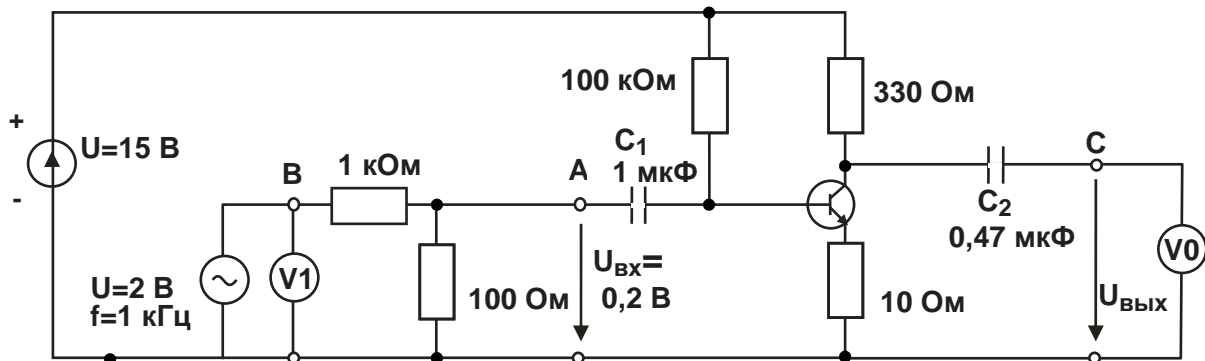 100 кОм
330 Ом
+
U=15 В
-
В
1 кОм
А
C1
1 мкФ
С
C2
0,47 мкФ
V1
V0
U=2 В
f=1 кГц
100 Ом
Uвх=
0,2 В
10 Ом
Uвых